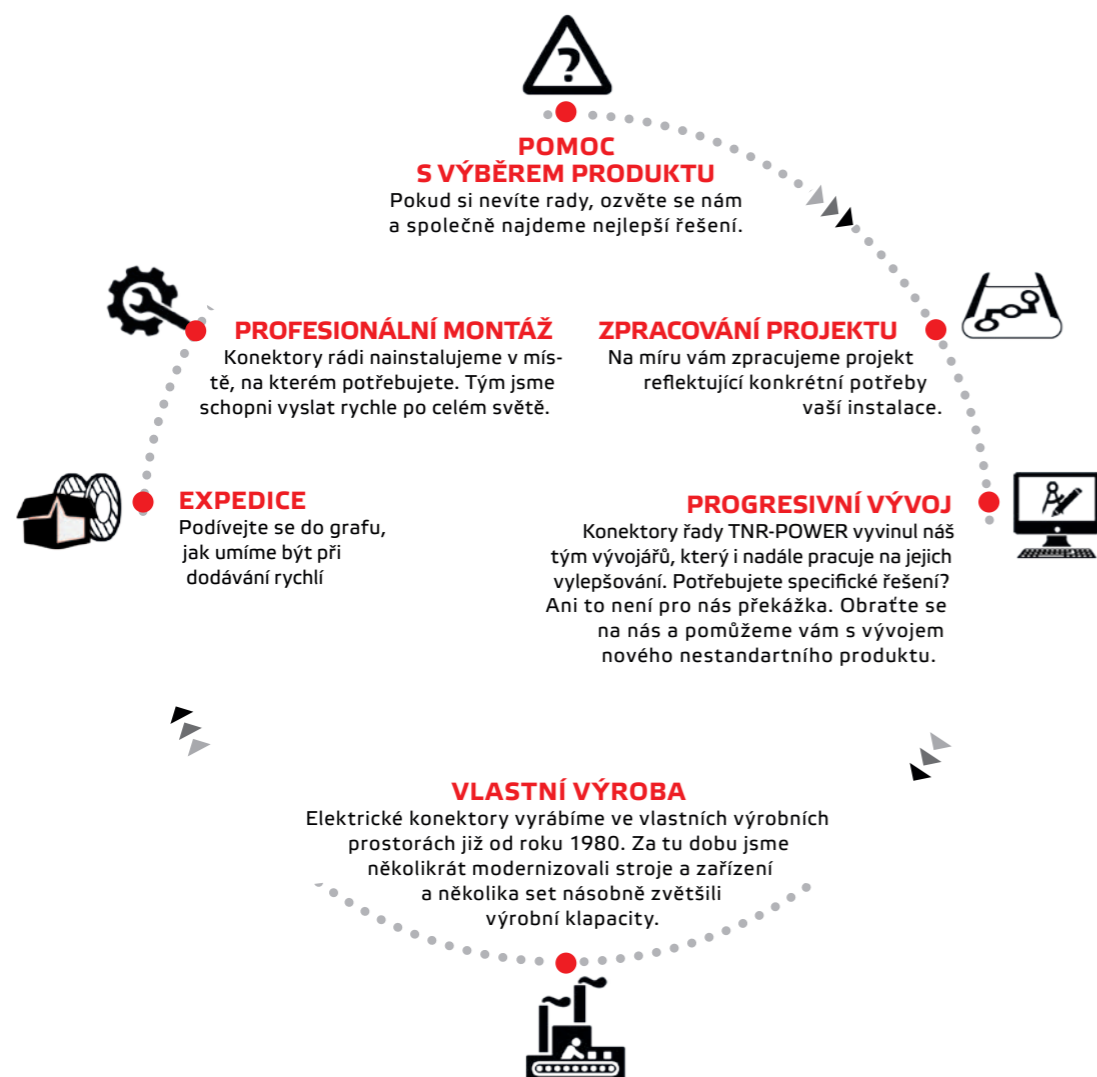 ?
POMOC
S VÝBĚREM PRODUKTU
Pokud si nevíte rady, ozvěte se nám
a společně najdeme nejlepší řešení.
ZPRACOVÁNÍ PROJEKTU
Na míru vám zpracujeme projekt
reflektující konkrétní potřeby
vaší instalace.
PROGRESIVNÍ VÝVOJ
Konektory řady TNR-POWER vyvinul náš
tým vývojářů, který i nadále pracuje na jejich
vylepšování. Potřebujete specifické řešení?
Ani to není pro nás překážka. Obraťte se
na nás a pomůžeme vám s vývojem
nového nestandartního produktu.
VLASTNÍ VÝROBA
Elektrické konektory vyrábíme ve vlastních výrobních
prostorách již od roku 1980. Za tu dobu jsme
několikrát modernizovali stroje a zařízení
a několika set násobně zvětšili
výrobní klapacity.
EXPEDICE
Podívejte se do grafu,
jak umíme být při
dodávání rychlí
PROFESIONÁLNÍ MONTÁŽ
Konektory rádi nainstalujeme v mís-
tě, na kterém potřebujete. Tým jsme
schopni vyslat rychle po celém světě.